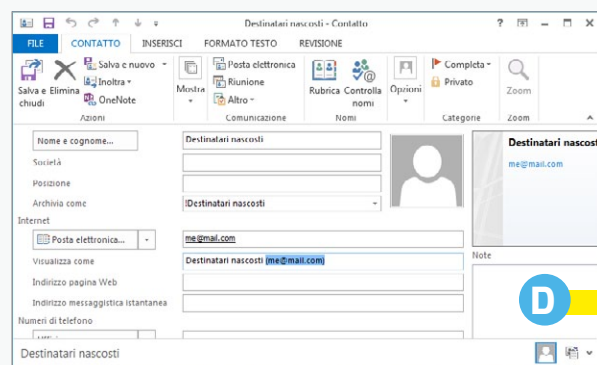 Destinatari nascosti - Contatto
FILE CONTATTO INSERISCI FORMATO TESTO REVISIONE
Salva e chiudi
Elimina
Salva e nuovo
Inoltra
OneNote
Azioni
Mostra
Posta elettronica
Riunione
Altro
Comunicazione
Rubrica
Controlla nomi
Nomi
Opzioni
Completa
Privato
Categorie
Zoom
Zoom
Nome e cognome... Destinatari nascosti
Società
Posizione
Archivia come !Destinatari nascosti
Internet
Posta elettronica... me@mail.com
Visualizza come Destinatari nascosti (me@mail.com)
Indirizzo pagina Web
Indirizzo messaggistica istantanea
Numeri di telefono
Destinatari nascost
me@mail.com
Note
D
Destinatari nascosti